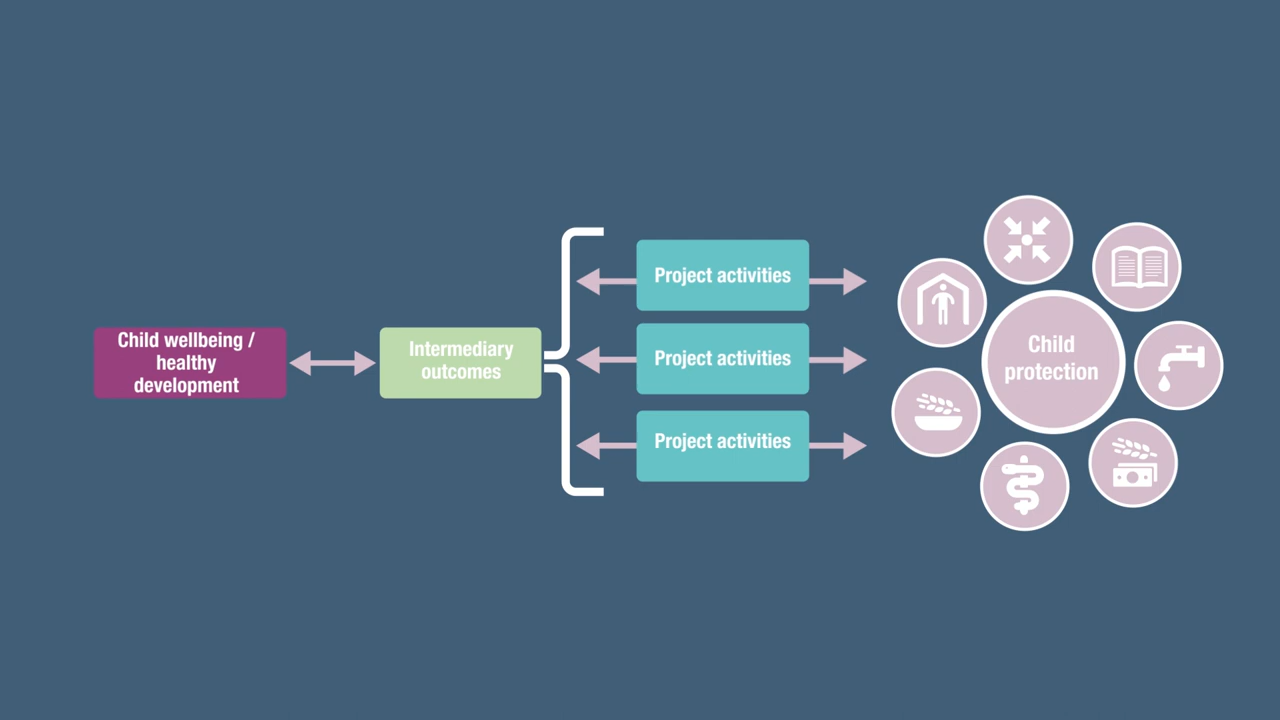 Child wellbeing /
healthy
development
Intermediary
outcomes
Project activities
Project activities
Project activities
Child
protection